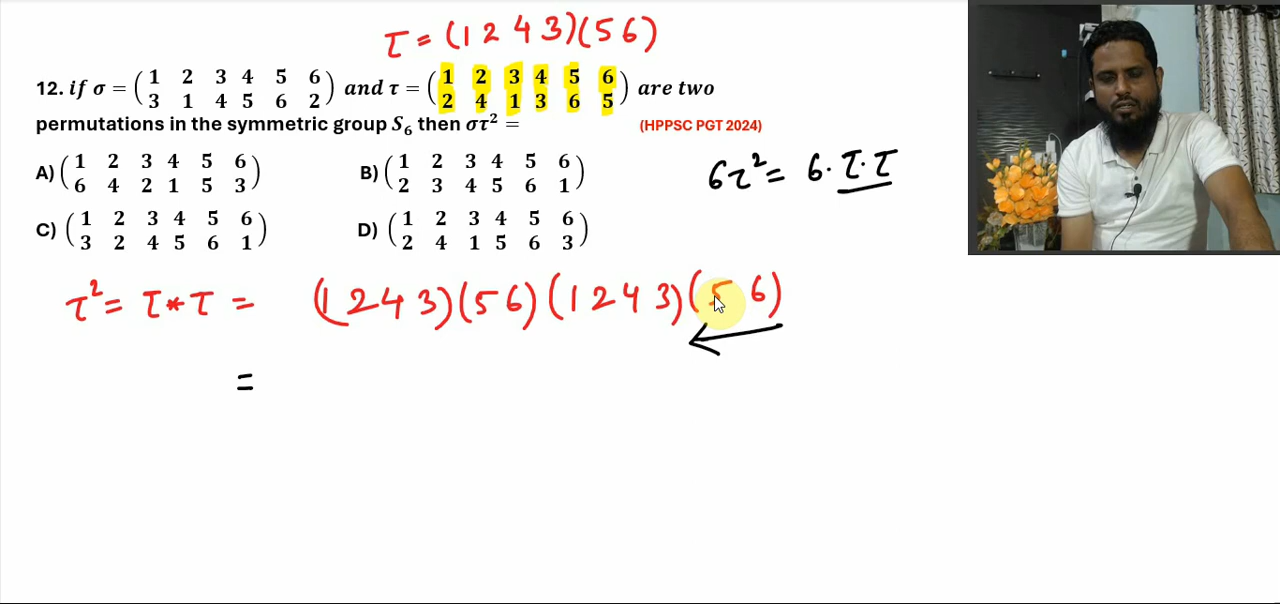 τ = (1 2 4 3)(5 6)
12. if σ = ( 1 2 3 4 5 6 ) and τ = ( 1 2 3 4 5 6 ) are two
3 1 4 5 6 2     2 4 1 3 6 5
permutations in the symmetric group S₆ then στ² = (HPPSC PGT 2024)
A) ( 1 2 3 4 5 6 ) B) ( 1 2 3 4 5 6 )
6 4 2 1 5 3     2 3 4 5 6 1
6τ² = 6·τ·τ
C) ( 1 2 3 4 5 6 ) D) ( 1 2 3 4 5 6 )
3 2 4 5 6 1     2 4 1 5 6 3
τ² = τ*τ = (1 2 4 3)(5 6)(1 2 4 3)(5 6)
=